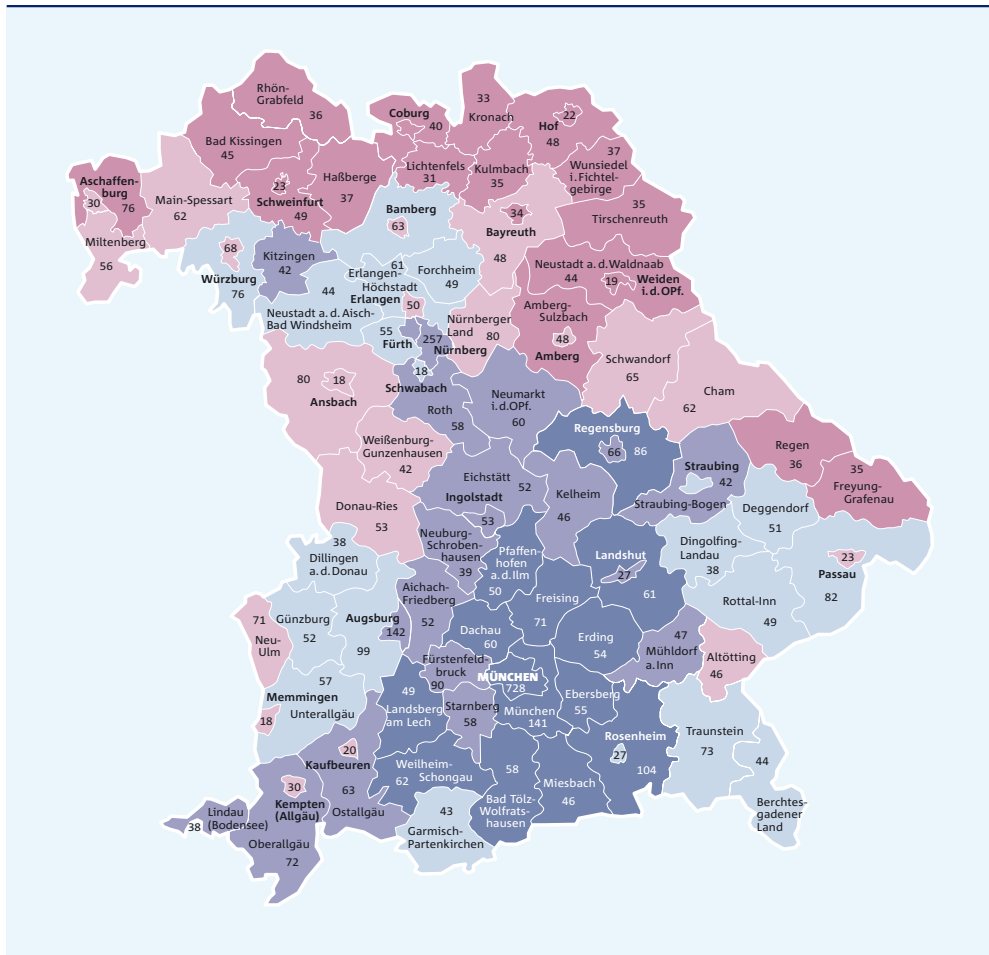 Rhön-
Grabfeld
36
Bad Kissingen
45
Coburg
40
33
Kronach
22
Hof
48
37
Wunsiedel
i. Fichtel-
gebirge
Lichtenfels
31
Kulmbach
35
Haßberge
37
23
Schweinfurt
49
Aschaffen-
burg
30
76
Main-Spessart
62
Miltenberg
56
Bamberg
63
34
Bayreuth
48
35
Tirschenreuth
68
Würzburg
76
Kitzingen
42
61
Erlangen-
Höchstadt
Erlangen
50
Forchheim
49
Neustadt a. d. Waldnaab
44
19
Weiden
i. d. OPf.
44
Neustadt a. d. Aisch-
Bad Windsheim
55
Fürth
257
Nürnberg
Nürnberger
Land
80
Amberg-
Sulzbach
48
Amberg
Schwandorf
65
Cham
62
80
18
Ansbach
18
Schwabach
Roth
58
Neumarkt
i. d. OPf.
60
Regensburg
66
86
Weißenburg-
Gunzenhausen
42
Regen
36
35
Freyung-
Grafenau
Straubing
42
Straubing-Bogen
Eichstätt
52
Ingolstadt
53
Kelheim
46
Deggendorf
51
Donau-Ries
53
Neuburg-
Schroben-
hausen
39
Pfaffen-
hofen
a. d. Ilm
50
Landshut
27
61
Dingolfing-
Landau
38
23
Passau
82
38
Dillingen
a. d. Donau
Aichach-
Friedberg
52
Freising
71
Rottal-Inn
49
71
Neu-
Ulm
Günzburg
52
Augsburg
142
99
Dachau
60
Erding
54
47
Mühldorf
a. Inn
Altötting
46
Fürstenfeld-
bruck
90
MÜNCHEN
728
München
141
Ebersberg
55
57
Memmingen
18
Unterallgäu
49
Landsberg
am Lech
Starnberg
58
Rosenheim
27
104
Traunstein
73
44
Berchtes-
gadener
Land
20
Kaufbeuren
63
Ostallgäu
Weilheim-
Schongau
62
58
Bad Tölz-
Wolfrats-
hausen
Miesbach
46
30
Kempten
(Allgäu)
43
Garmisch-
Partenkirchen
Lindau
(Bodensee)
38
Oberallgäu
72